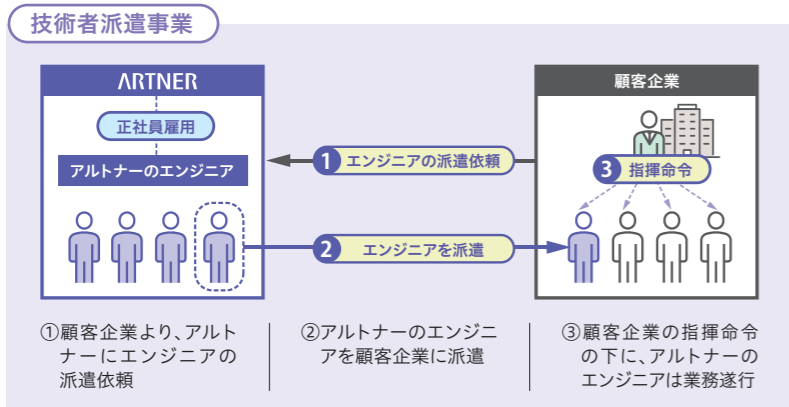 技術者派遣事業
ARTNER
正社員雇用
アルトナーのエンジニア
1 エンジニアの派遣依頼
2 エンジニアを派遣
顧客企業
3 指揮命令
①顧客企業より、アルト
ナーにエンジニアの
派遣依頼
②アルトナーのエンジニ
アを顧客企業に派遣
③顧客企業の指揮命令
の下に、アルトナーの
エンジニアは業務遂行